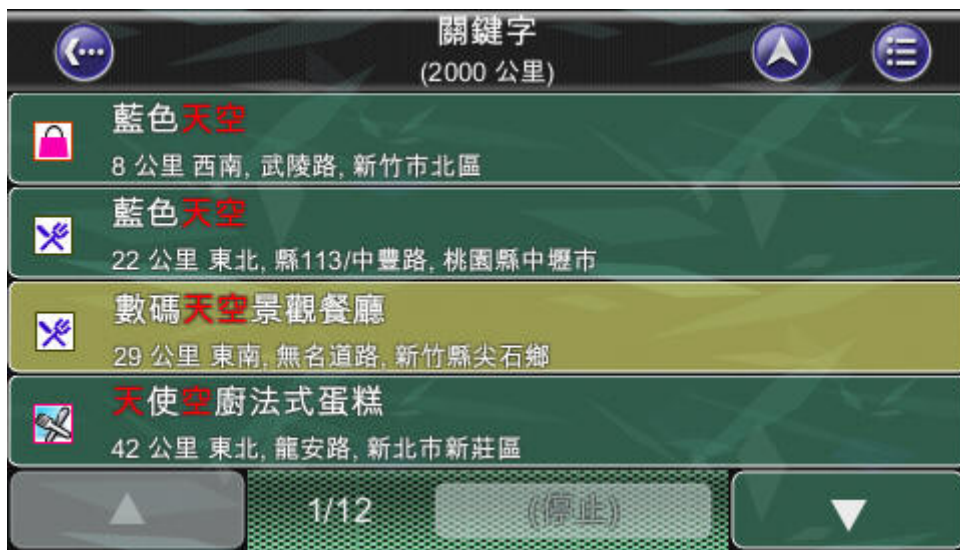 關鍵字
(2000 公里)
藍色天空
8 公里 西南, 武陵路, 新竹市北區
藍色天空
22 公里 東北, 縣113/中豐路, 桃園縣中壢市
數碼天空景觀餐廳
29 公里 東南, 無名道路, 新竹縣尖石鄉
天使空廚法式蛋糕
42 公里 東北, 龍安路, 新北市新莊區
1/12
((停止))